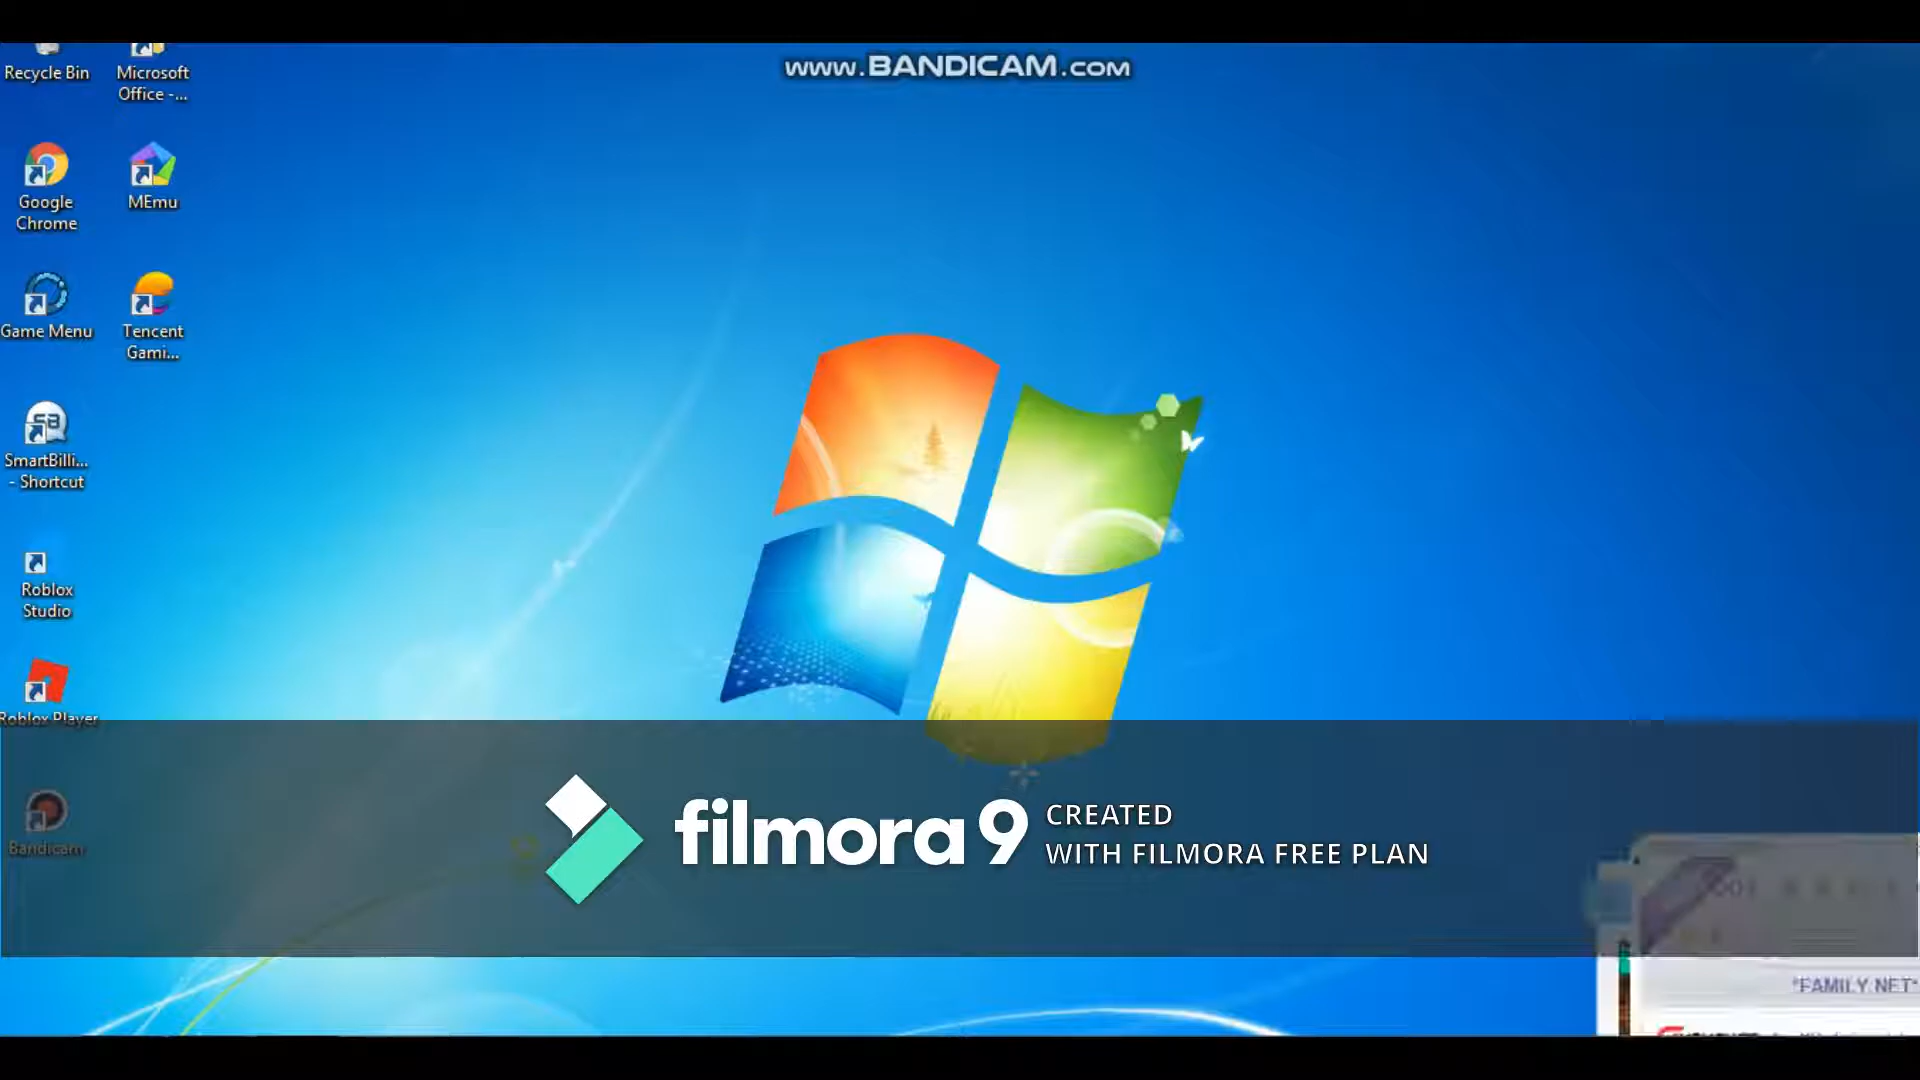 www.BANDICAM.com
Recycle Bin
Microsoft
Office -...
Google
Chrome
MEmu
Game Menu
Tencent
Gami...
SmartBilli...
- Shortcut
Roblox
Studio
Roblox Player
Bandicam
filmora 9
CREATED
WITH FILMORA FREE PLAN
*FAMILY NET*